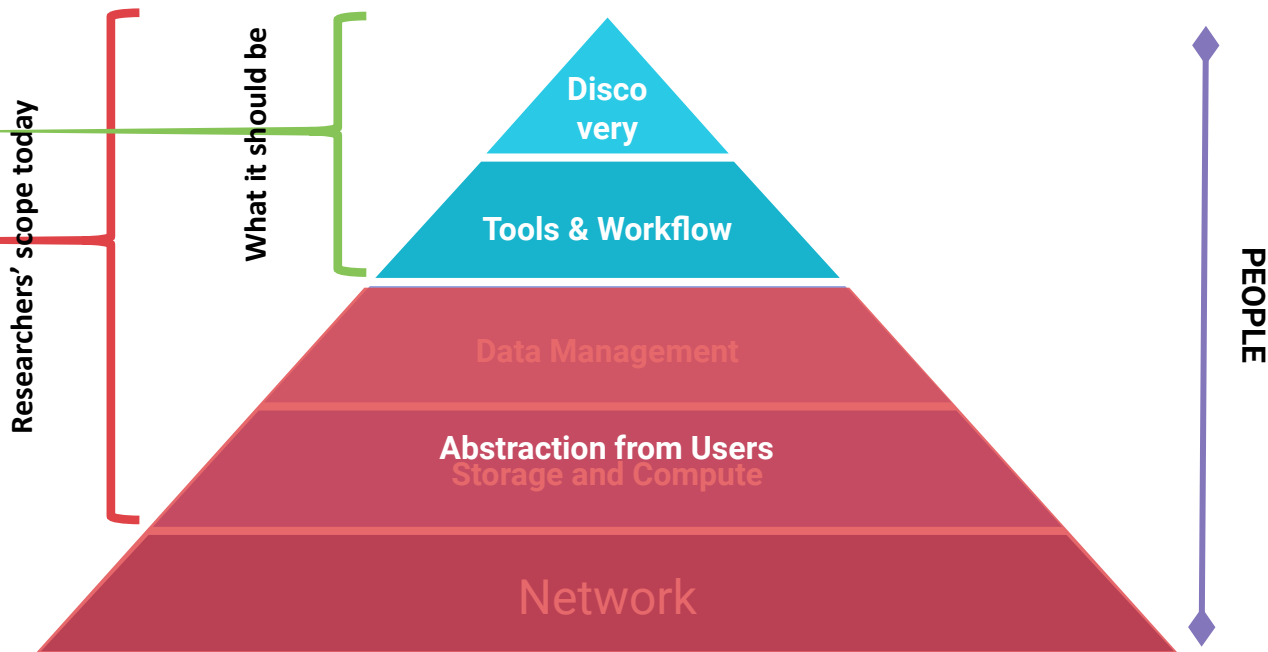 Researchers’ scope today
What it should be
Disco
very
Tools & Workflow
Data Management
Abstraction from Users
Storage and Compute
Network
PEOPLE